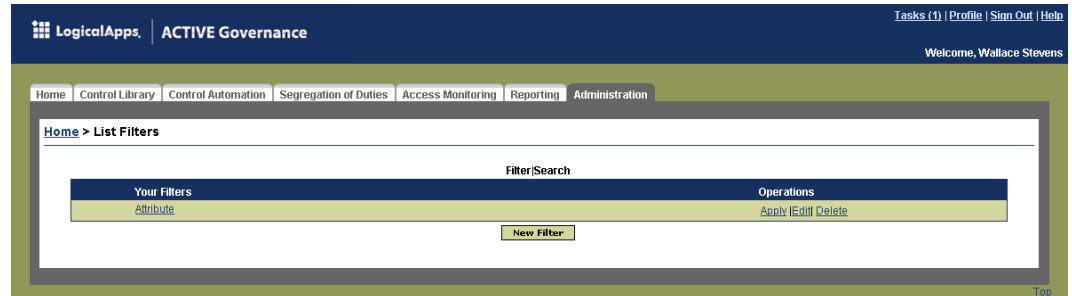 Tasks (1) | Profile | Sign Out | Help
LogicalApps. | ACTIVE Governance
Welcome, Wallace Stevens
Home Control Library Control Automation Segregation of Duties Access Monitoring Reporting Administration
Home > List Filters
Filter|Search
Your Filters Operations
Attribute Apply |Edit| Delete
New Filter
Top